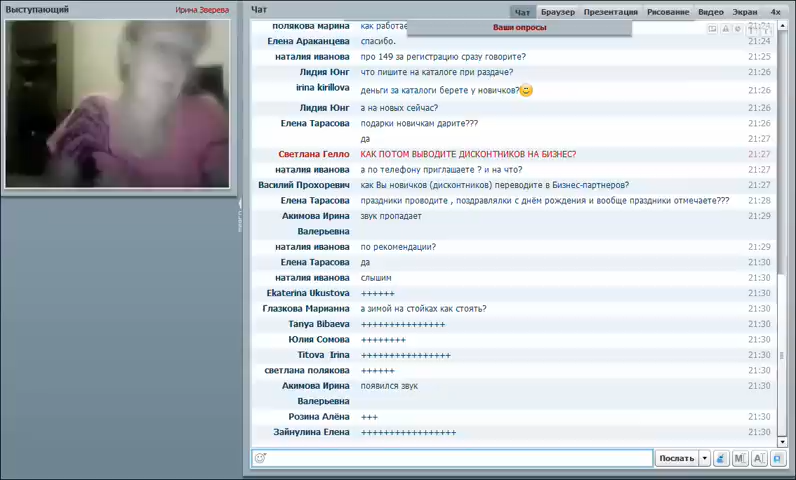 Выступающий
Ирина Зверева
Чат
Чат Браузер Презентация Рисование Видео Экран 4x
Ваши опросы
полякова марина как работае 21:24
Елена Араканцева спасибо. 21:24
наталия иванова про 149 за регистрацию сразу говорите? 21:25
Лидия Юнг что пишите на каталоге при раздаче? 21:26
irina kirillova деньги за каталоги берете у новичков? 21:26
Лидия Юнг а на новых сейчас? 21:26
Елена Тарасова подарки новичкам дарите??? 21:27
да 21:27
Светлана Гелло КАК ПОТОМ ВЫВОДИТЕ ДИСКОНТНИКОВ НА БИЗНЕС? 21:27
наталия иванова а по телефону приглашаете ? и на что? 21:27
Василий Прохоревич как Вы новичков (дисконтников) переводите в Бизнес-партнеров? 21:27
Елена Тарасова праздники проводите , поздравлялки с днём рождения и вообще праздники отмечаете??? 21:28
Акимова Ирина звук пропадает 21:29
Валерьевна
наталия иванова по рекомендации? 21:29
Елена Тарасова да 21:30
наталия иванова слышим 21:30
Ekaterina Ukustova ++++++ 21:30
Глазкова Марианна а зимой на стойках как стоять? 21:30
Tanya Bibaeva +++++++++++++++ 21:30
Юлия Сомова ++++++++ 21:30
Titova Irina ++++++++++++++++ 21:30
светлана полякова ++++++ 21:30
Акимова Ирина появился звук 21:30
Валерьевна
Розина Алёна +++ 21:30
Зайнулина Елена +++++++++++++++++ 21:30
Послать